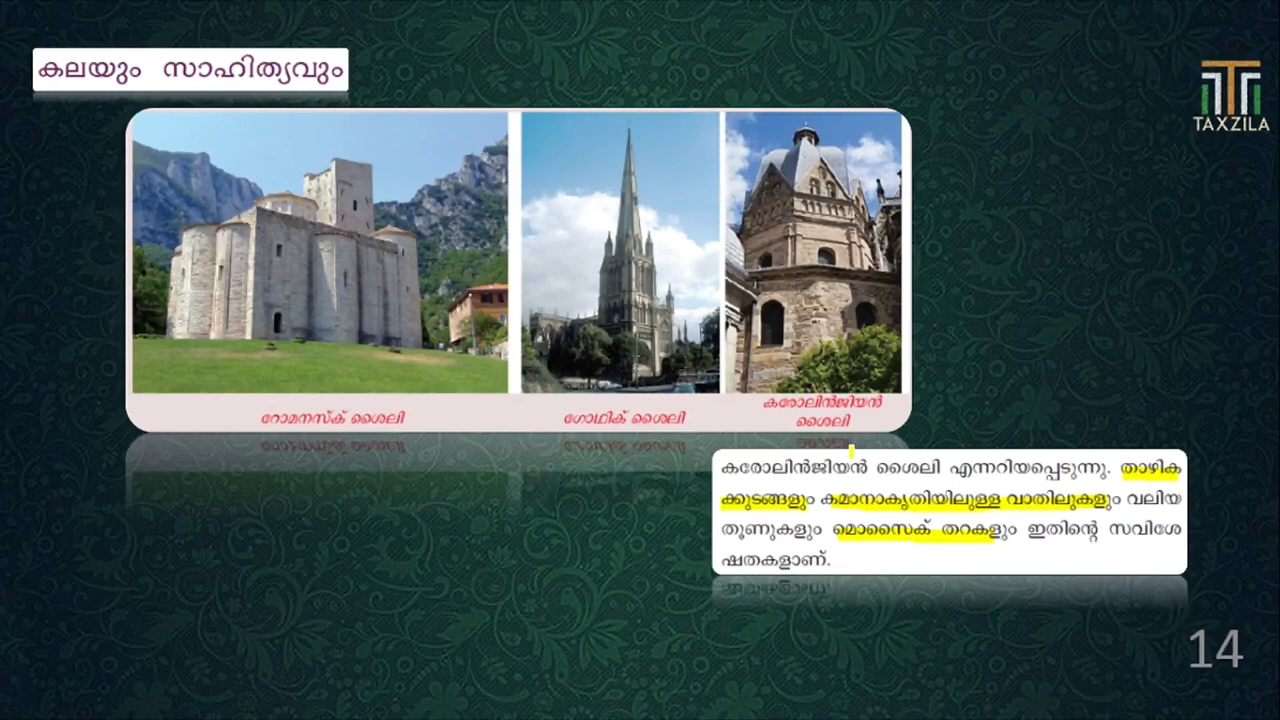 കലയും സാഹിത്യവും
TAXZILA
റോമനസ്ക് ശൈലി
ഗോഥിക് ശൈലി
കരോലിൻജിയൻ
ശൈലി
കരോലിൻജിയൻ ശൈലി എന്നറിയപ്പെടുന്നു. താഴിക
ക്കുടങ്ങളും കമാനാകൃതിയിലുള്ള വാതിലുകളും വലിയ
തൂണുകളും മൊസൈക് തറകളും ഇതിന്റെ സവിശേ
ഷതകളാണ്.
14